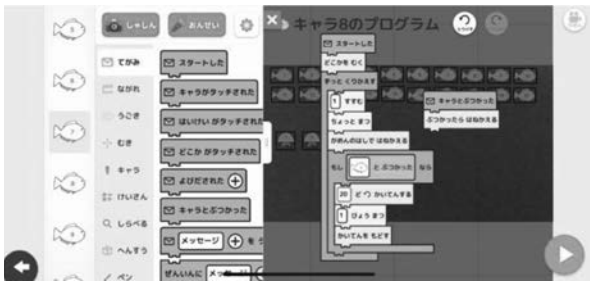 5
しゃしん
おんせい
キャラ8のプログラム
てがみ
ながれ
うごき
むき
キャラ
けいさん
しらべる
へんすう
ペン
スタートした
キャラがタッチされた
はいけい がタッチされた
どこか がタッチされた
よびだされた
キャラとぶつかった
メッセージ
ぜんいんに
スタートした
どこかを むく
ずっと くりかえす
1 すすむ
ちょっと まつ
がめんのはしで はねかえる
もし
と ぶつかった なら
20 ど かいてんする
1 びょう まつ
かいてんを もどす
キャラとぶつかった
ぶつかったら はねかえる